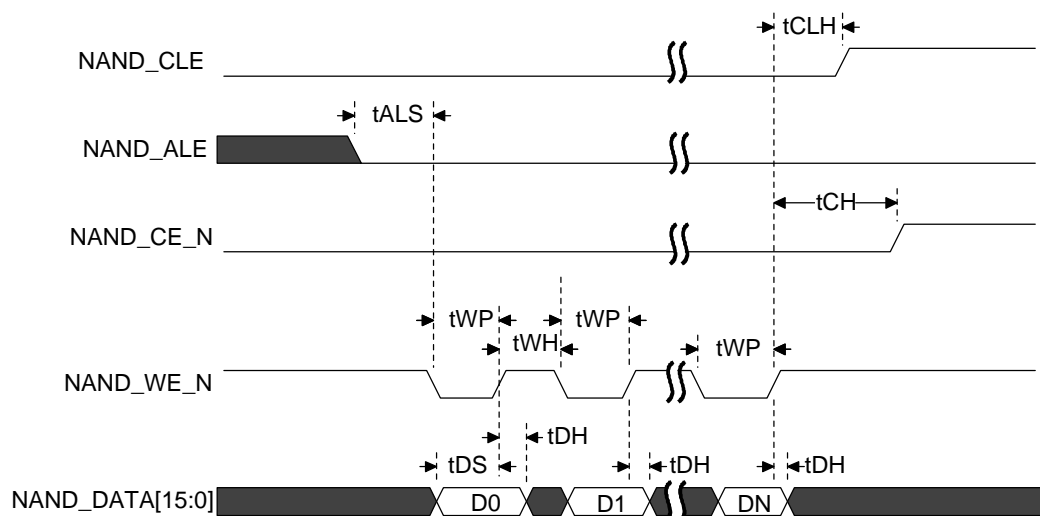 tCLH
NAND_CLE
tALS
NAND_ALE
tCH
NAND_CE_N
tWP tWP
tWH tWP
NAND_WE_N
tDH
tDS tDH tDH
NAND_DATA[15:0] D0 D1 DN